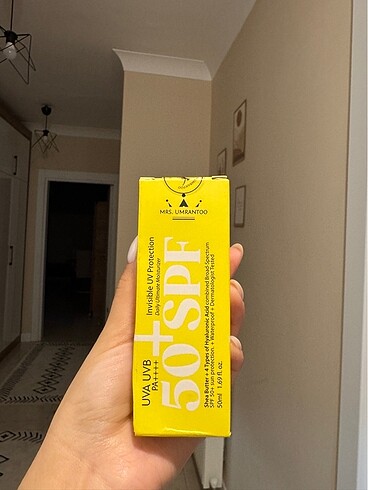 MRS. UMRANTOO
UVA UVB
PA++++
Invisible UV Protection
Daily Ultimate Moisturizer
50+ SPF
Shea Butter + 4 Types of Hyaluronic Acid combined Broad-Spectrum
SPF 50+ sun protection. + Waterproof + Dermatologist Tested
50ml 1.69 fl. oz.